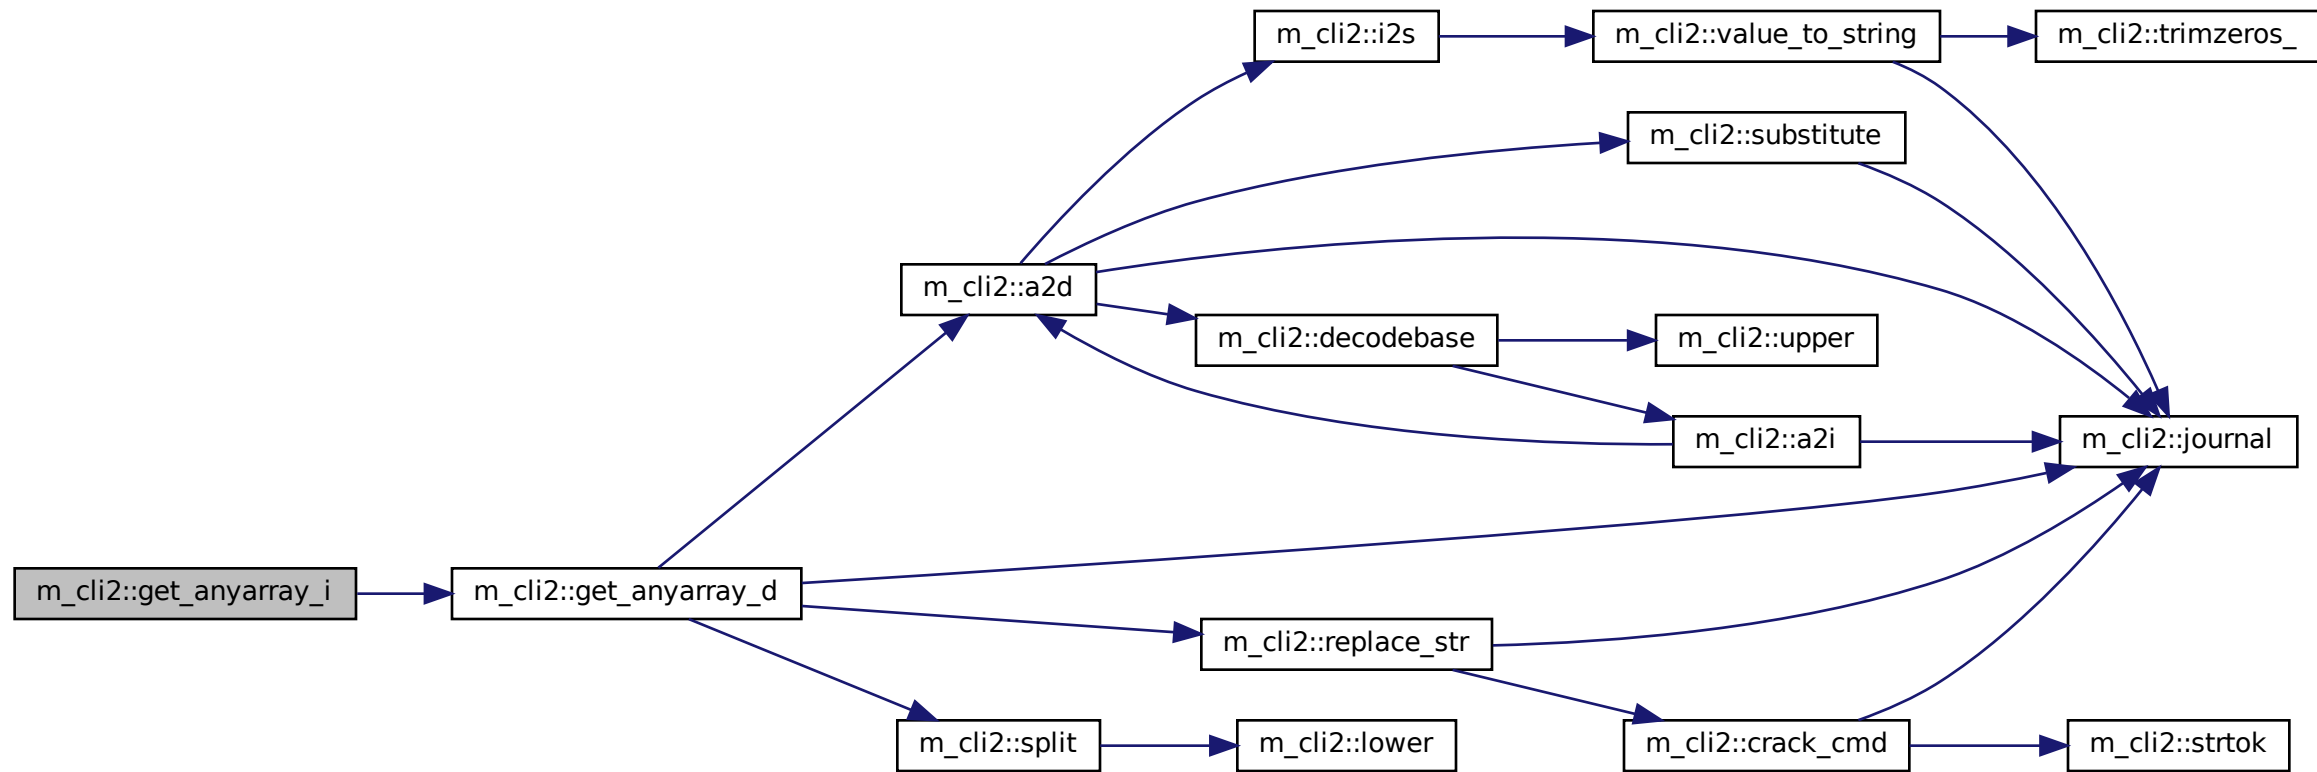 m_cli2::i2s
m_cli2::value_to_string
m_cli2::trimzeros_
m_cli2::substitute
m_cli2::a2d
m_cli2::decodebase
m_cli2::upper
m_cli2::a2i
m_cli2::journal
m_cli2::get_anyarray_i
m_cli2::get_anyarray_d
m_cli2::replace_str
m_cli2::split
m_cli2::lower
m_cli2::crack_cmd
m_cli2::strtok